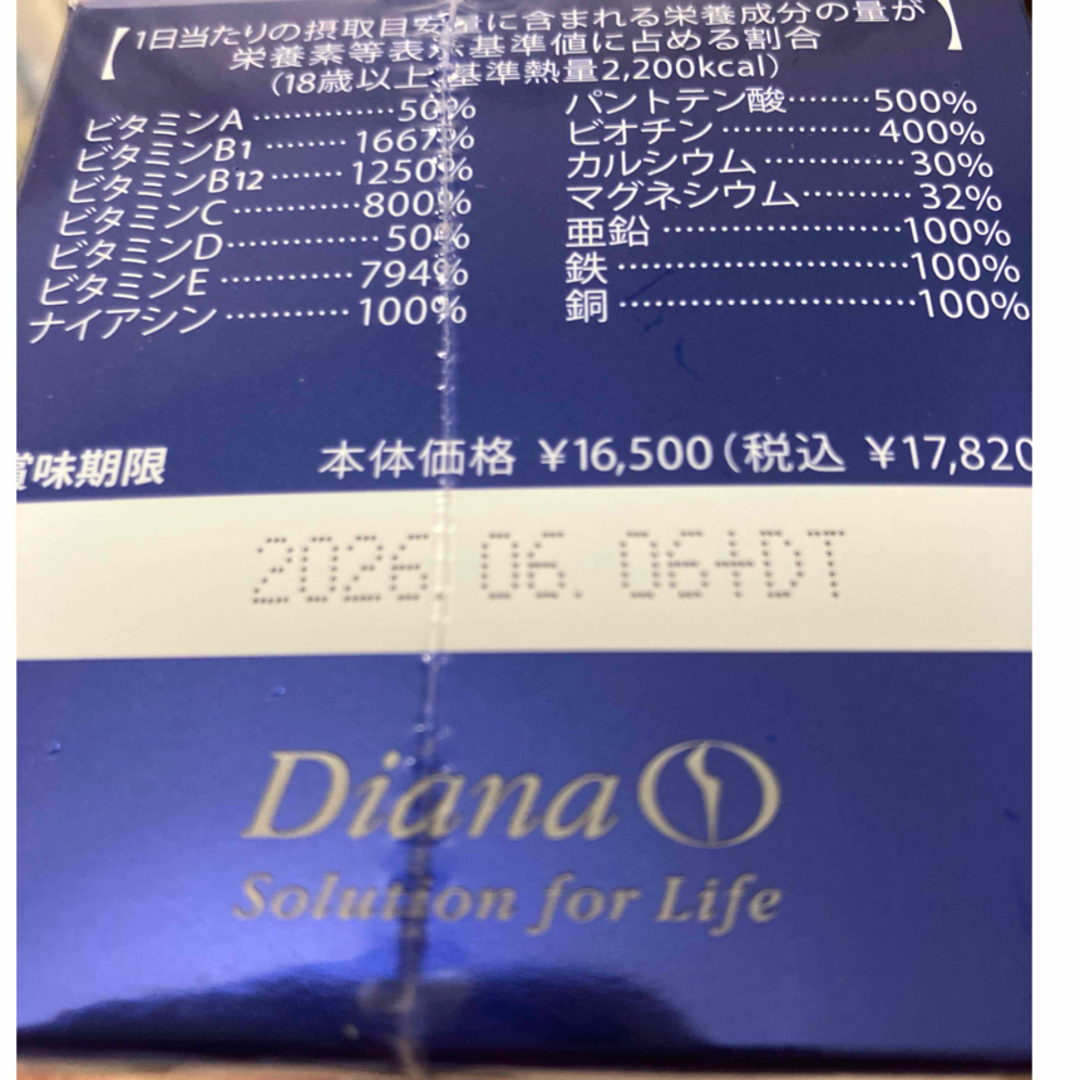 【1日当たりの摂取目安量に含まれる栄養成分の量が
栄養素等表示基準値に占める割合】
(18歳以上、基準熱量2,200kcal)
ビタミンA ……………50%
ビタミンB1 ………1667%
ビタミンB12 ……1250%
ビタミンC …………800%
ビタミンD……………50%
ビタミンE …………794%
ナイアシン …………100%
パントテン酸………500%
ビオチン ……………400%
カルシウム ……………30%
マグネシウム…………32%
亜鉛 …………………100%
鉄 ……………………100%
銅 ……………………100%
賞味期限
本体価格 ¥16,500(税込 ¥17,820
2026.06.06+DT
Diana
Solution for Life